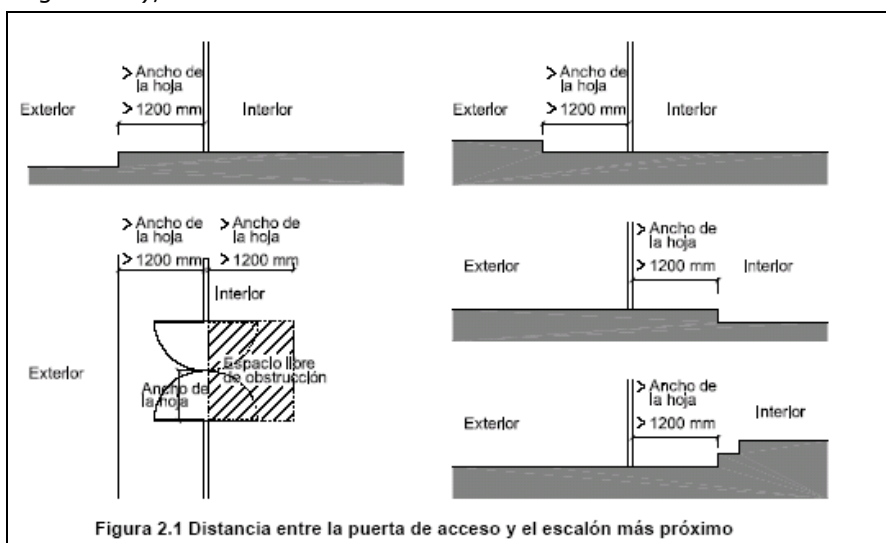 > Ancho de
la hoja
Exterior > 1200 mm Interior
> Ancho de
la hoja
Exterior > 1200 mm Interior
> Ancho de > Ancho de
la hoja la hoja
> 1200 mm > 1200 mm
Interior
Exterior
Espacio libre
de obstrucción
Ancho de
la hoja
> Ancho de
la hoja
Exterior > 1200 mm Interior
> Ancho de
la hoja
Interior
Exterior > 1200 mm
Figura 2.1 Distancia entre la puerta de acceso y el escalón más próximo